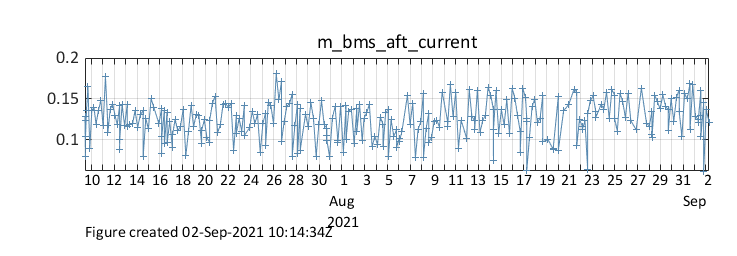 m_bms_aft_current
0.2
0.15
0.1
10 12 14 16 18 20 22 24 26 28 30 1 3 5 7 9 11 13 15 17 19 21 23 25 27 29 31 2
Aug Sep
2021
Figure created 02-Sep-2021 10:14:34Z